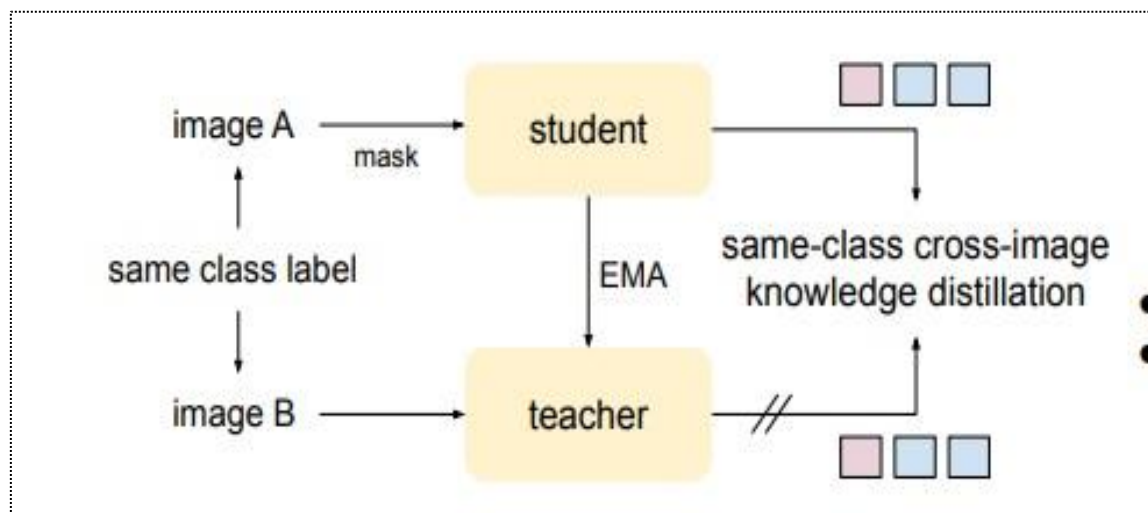 image A
mask
student
same class label
EMA
same-class cross-image
knowledge distillation
image B
teacher